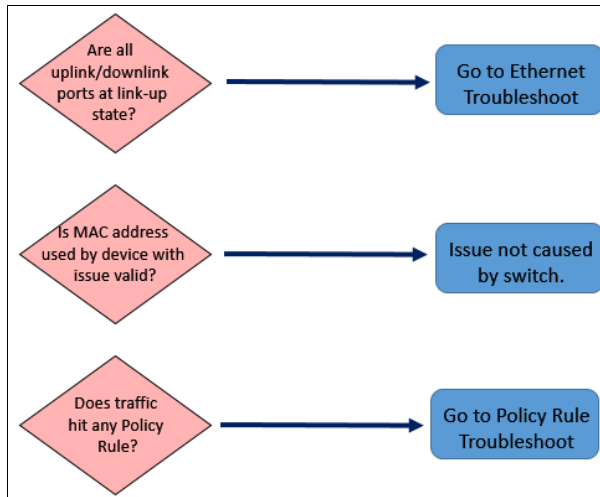 Are all
uplink/downlink
ports at link-up
state?
Go to Ethernet
Troubleshoot
Is MAC address
used by device with
issue valid?
Issue not caused
by switch.
Does traffic
hit any Policy
Rule?
Go to Policy Rule
Troubleshoot